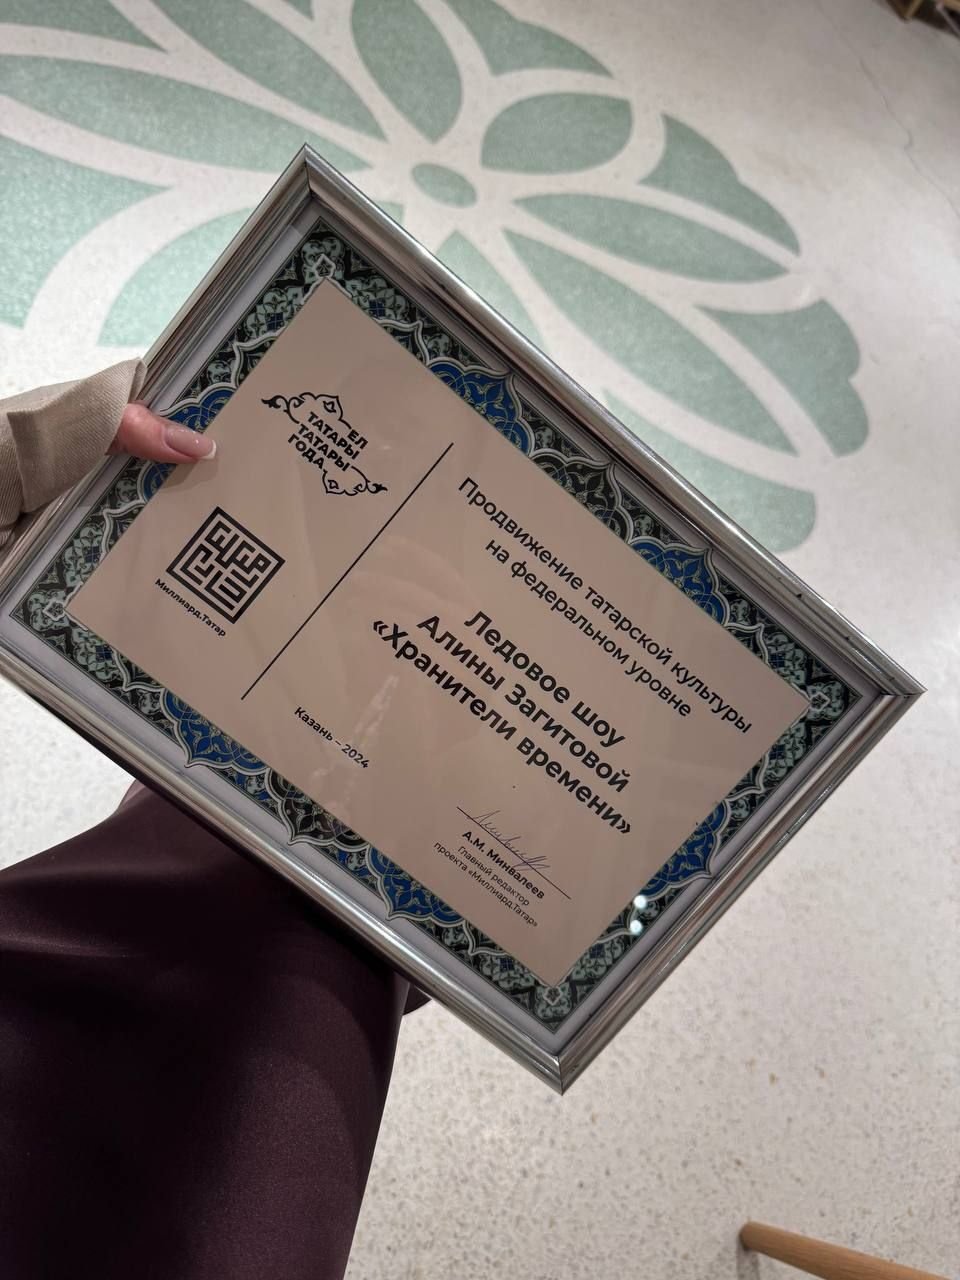 ЕЛ
ТАТАРЫ
ТАТАРЫ
ГОДА
Миллиард.Татар
Продвижение татарской культуры
на федеральном уровне
Ледовое шоу
Алины Загитовой
«Хранители времени»
Казань – 2024
А.М. Минвалеев
Главный редактор
проекта «Миллиард.Татар»